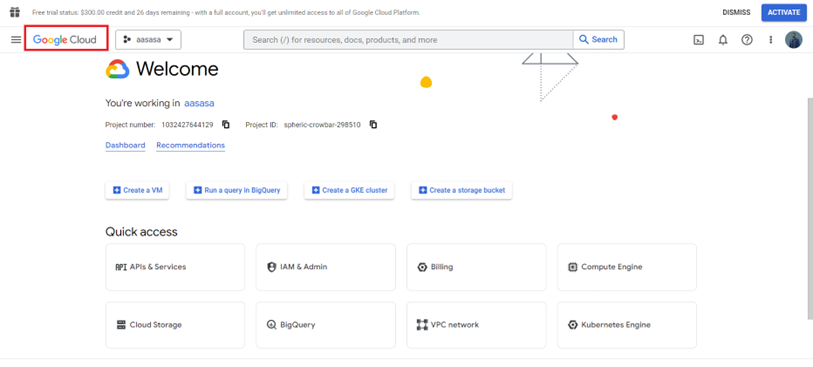 Free trial status: $300.00 credit and 26 days remaining - with a full account, you'll get unlimited access to all of Google Cloud Platform.
DISMISS
ACTIVATE
Google Cloud
aasasa
Search (/) for resources, docs, products, and more
Search
Welcome
You're working in aasasa
Project number: 1032427644129 Project ID: spheric-crowbar-298510
Dashboard Recommendations
Create a VM
Run a query in BigQuery
Create a GKE cluster
Create a storage bucket
Quick access
API APIs & Services
IAM & Admin
Billing
Compute Engine
Cloud Storage
BigQuery
VPC network
Kubernetes Engine